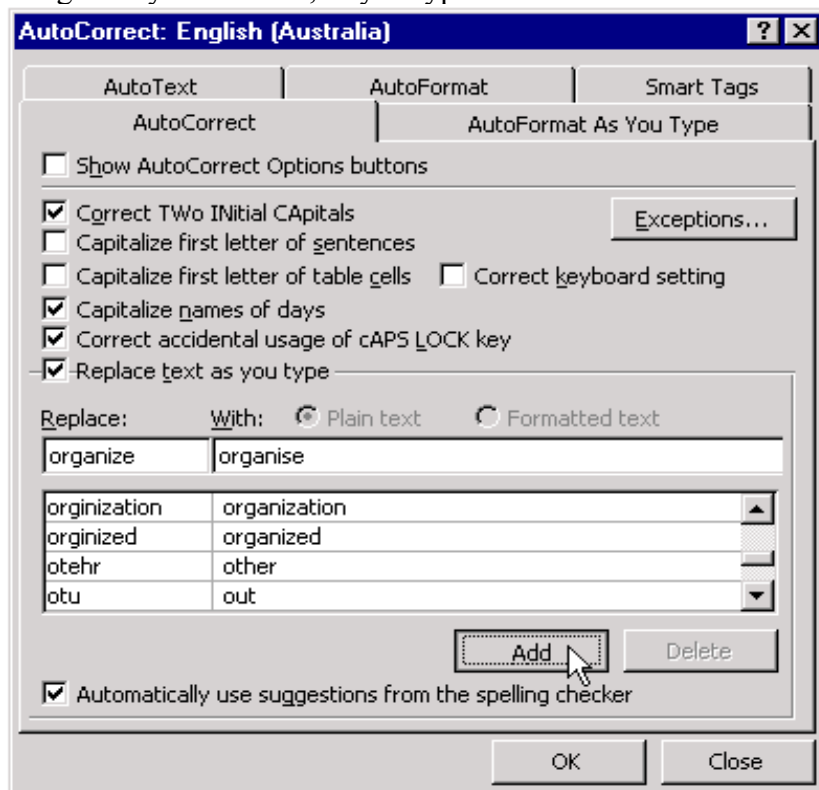 AutoCorrect: English (Australia)
AutoText AutoFormat Smart Tags
AutoCorrect AutoFormat As You Type
Show AutoCorrect Options buttons
Correct TWo INitial CApitals Exceptions...
Capitalize first letter of sentences
Capitalize first letter of table cells Correct keyboard setting
Capitalize names of days
Correct accidental usage of cAPS LOCK key
Replace text as you type
Replace: With: Plain text Formatted text
organize organise
orginization organization
orginized organized
otehr other
otu out
Add Delete
Automatically use suggestions from the spelling checker
OK Close